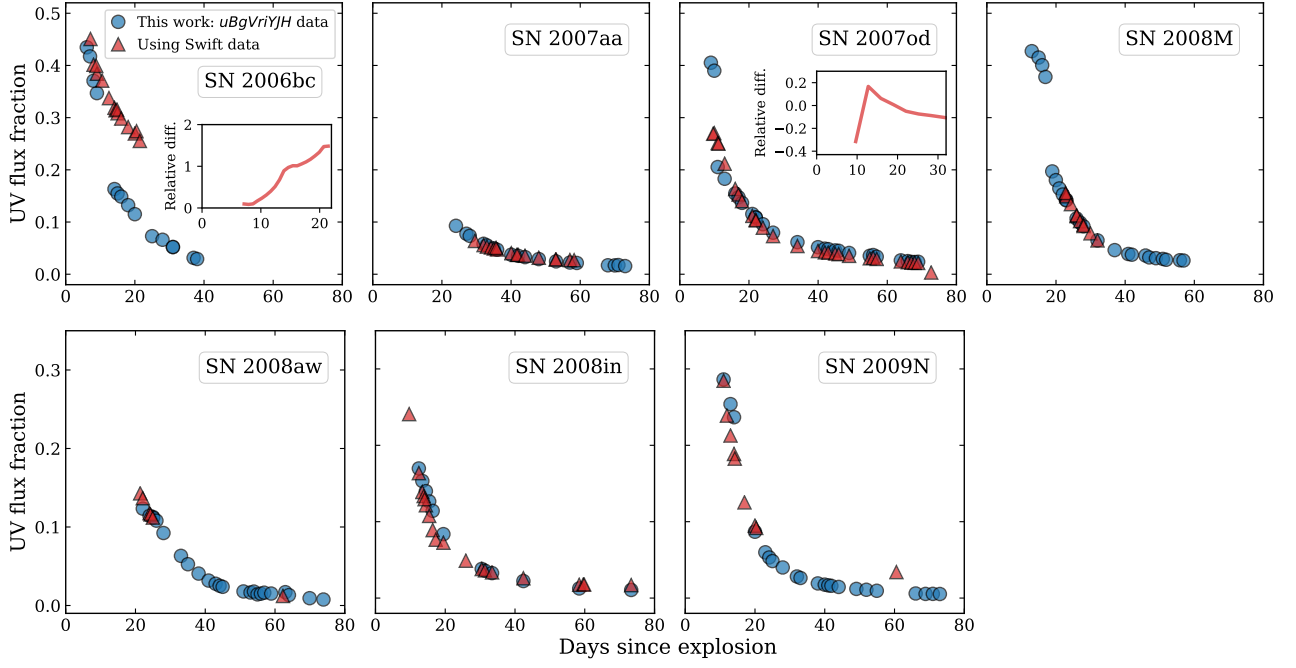 This work: uBgVriYJH data
Using Swift data
SN 2006bc
SN 2007aa
SN 2007od
SN 2008M
UV flux fraction
0.5
0.4
0.3
0.2
0.1
0.0
Relative diff.
2
1
0
0 10 20
Relative diff.
0.2
0.0
−0.2
−0.4
0 10 20 30
0 20 40 60 80
0 20 40 60 80
0 20 40 60 80
0 20 40 60 80
SN 2008aw
SN 2008in
SN 2009N
UV flux fraction
0.3
0.2
0.1
0.0
0 20 40 60 80
0 20 40 60 80
0 20 40 60 80
Days since explosion